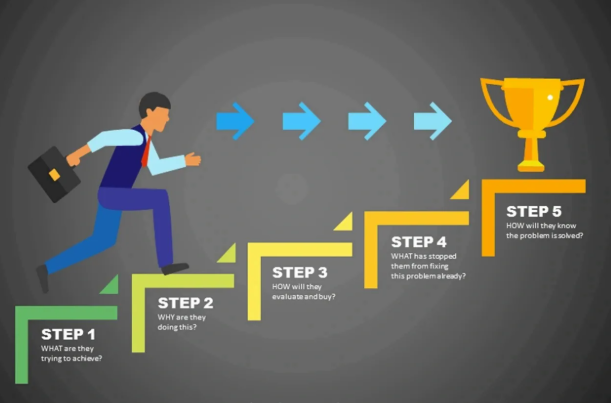 STEP 1
WHAT are they
trying to achieve?
STEP 2
WHY are they
doing this?
STEP 3
HOW will they
evaluate and buy?
STEP 4
WHAT has stopped
them from fixing
this problem already?
STEP 5
HOW will they know
the problem is solved?